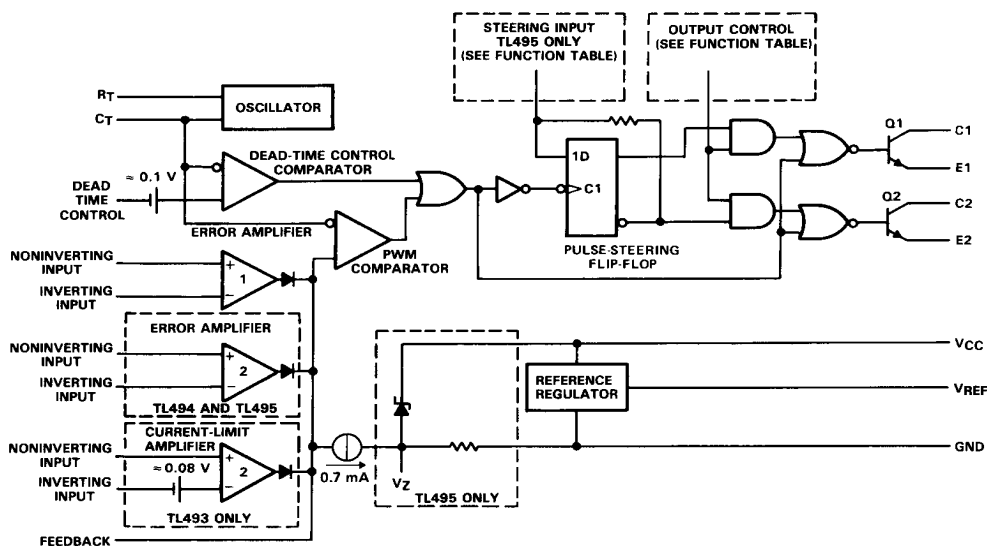 STEERING INPUT
TL495 ONLY
(SEE FUNCTION TABLE)
OUTPUT CONTROL
(SEE FUNCTION TABLE)
RT
CT
OSCILLATOR
DEAD-TIME CONTROL
COMPARATOR
≈ 0.1 V
DEAD
TIME
CONTROL
ERROR AMPLIFIER
PWM
COMPARATOR
1D
C1
PULSE-STEERING
FLIP-FLOP
Q1
C1
E1
Q2
C2
E2
NONINVERTING
INPUT
+
1
INVERTING
INPUT
−
ERROR AMPLIFIER
NONINVERTING
INPUT
+
2
INVERTING
INPUT
−
TL494 AND TL495
CURRENT-LIMIT
AMPLIFIER
NONINVERTING
INPUT
≈0.08 V
+
2
INVERTING
INPUT
−
TL493 ONLY
FEEDBACK
0.7 mA
VZ
TL495 ONLY
REFERENCE
REGULATOR
VCC
VREF
GND